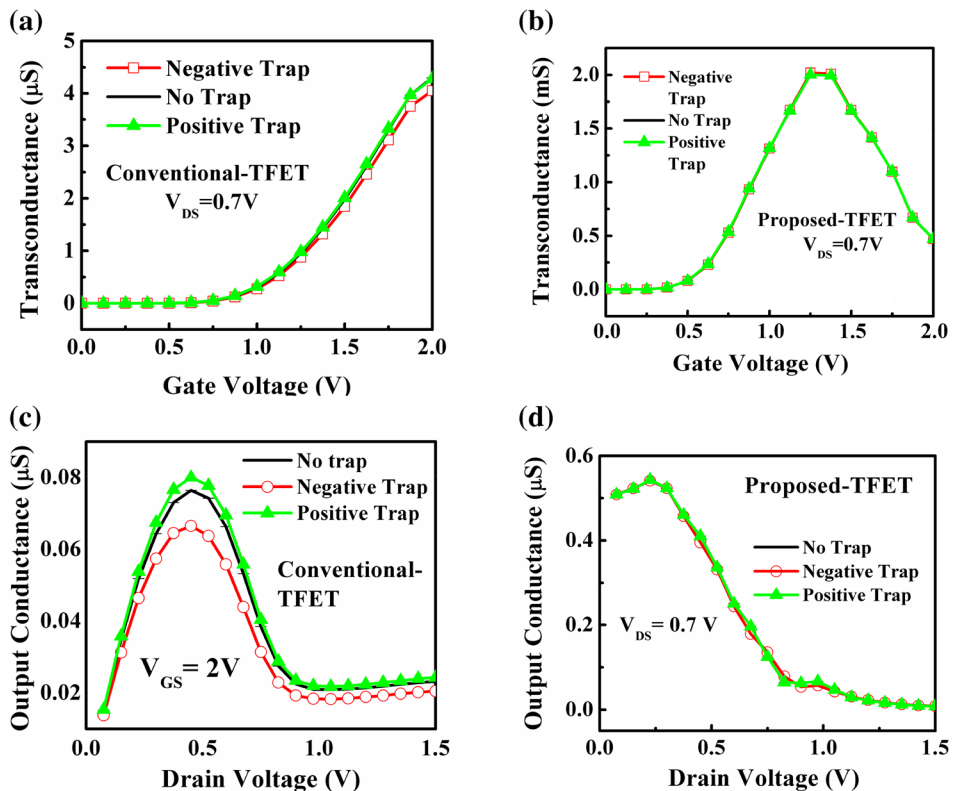 (a)
5
4
3
2
1
0
Transconductance (μS)
Negative Trap
No Trap
Positive Trap
Conventional-TFET
V_DS=0.7V
0.0 0.5 1.0 1.5 2.0
Gate Voltage (V)
(b)
2.0
1.5
1.0
0.5
0.0
Transconductance (mS)
Negative
Trap
No Trap
Positive
Trap
Proposed-TFET
V_DS=0.7V
0.0 0.5 1.0 1.5 2.0
Gate Voltage (V)
(c)
0.08
0.06
0.04
0.02
Output Conductance (μS)
No trap
Negative Trap
Positive Trap
Conventional-
TFET
V_GS= 2V
0.0 0.5 1.0 1.5
Drain Voltage (V)
(d)
0.6
0.4
0.2
0.0
Output Conductance (μS)
Proposed-TFET
No Trap
Negative Trap
Positive Trap
V_DS= 0.7 V
0.0 0.5 1.0 1.5
Drain Voltage (V)